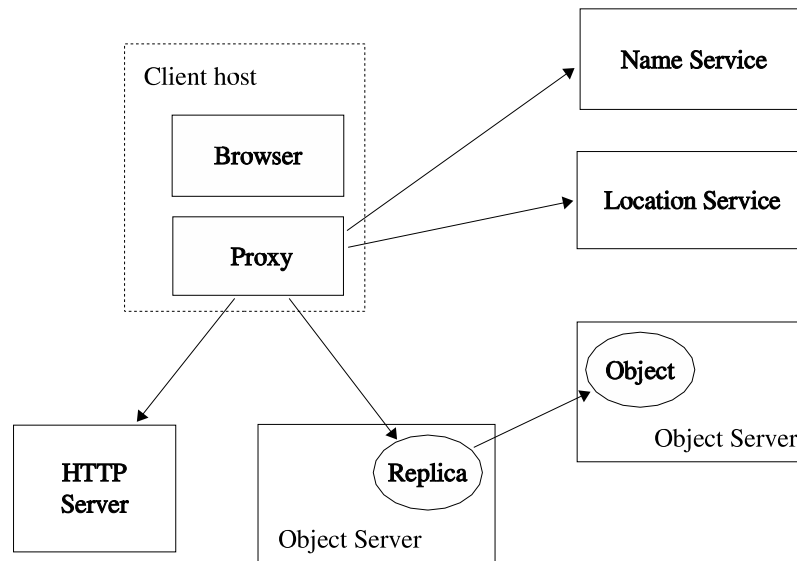 Name Service
Client host
Browser
Location Service
Proxy
Object
Object Server
HTTP
Server
Replica
Object Server